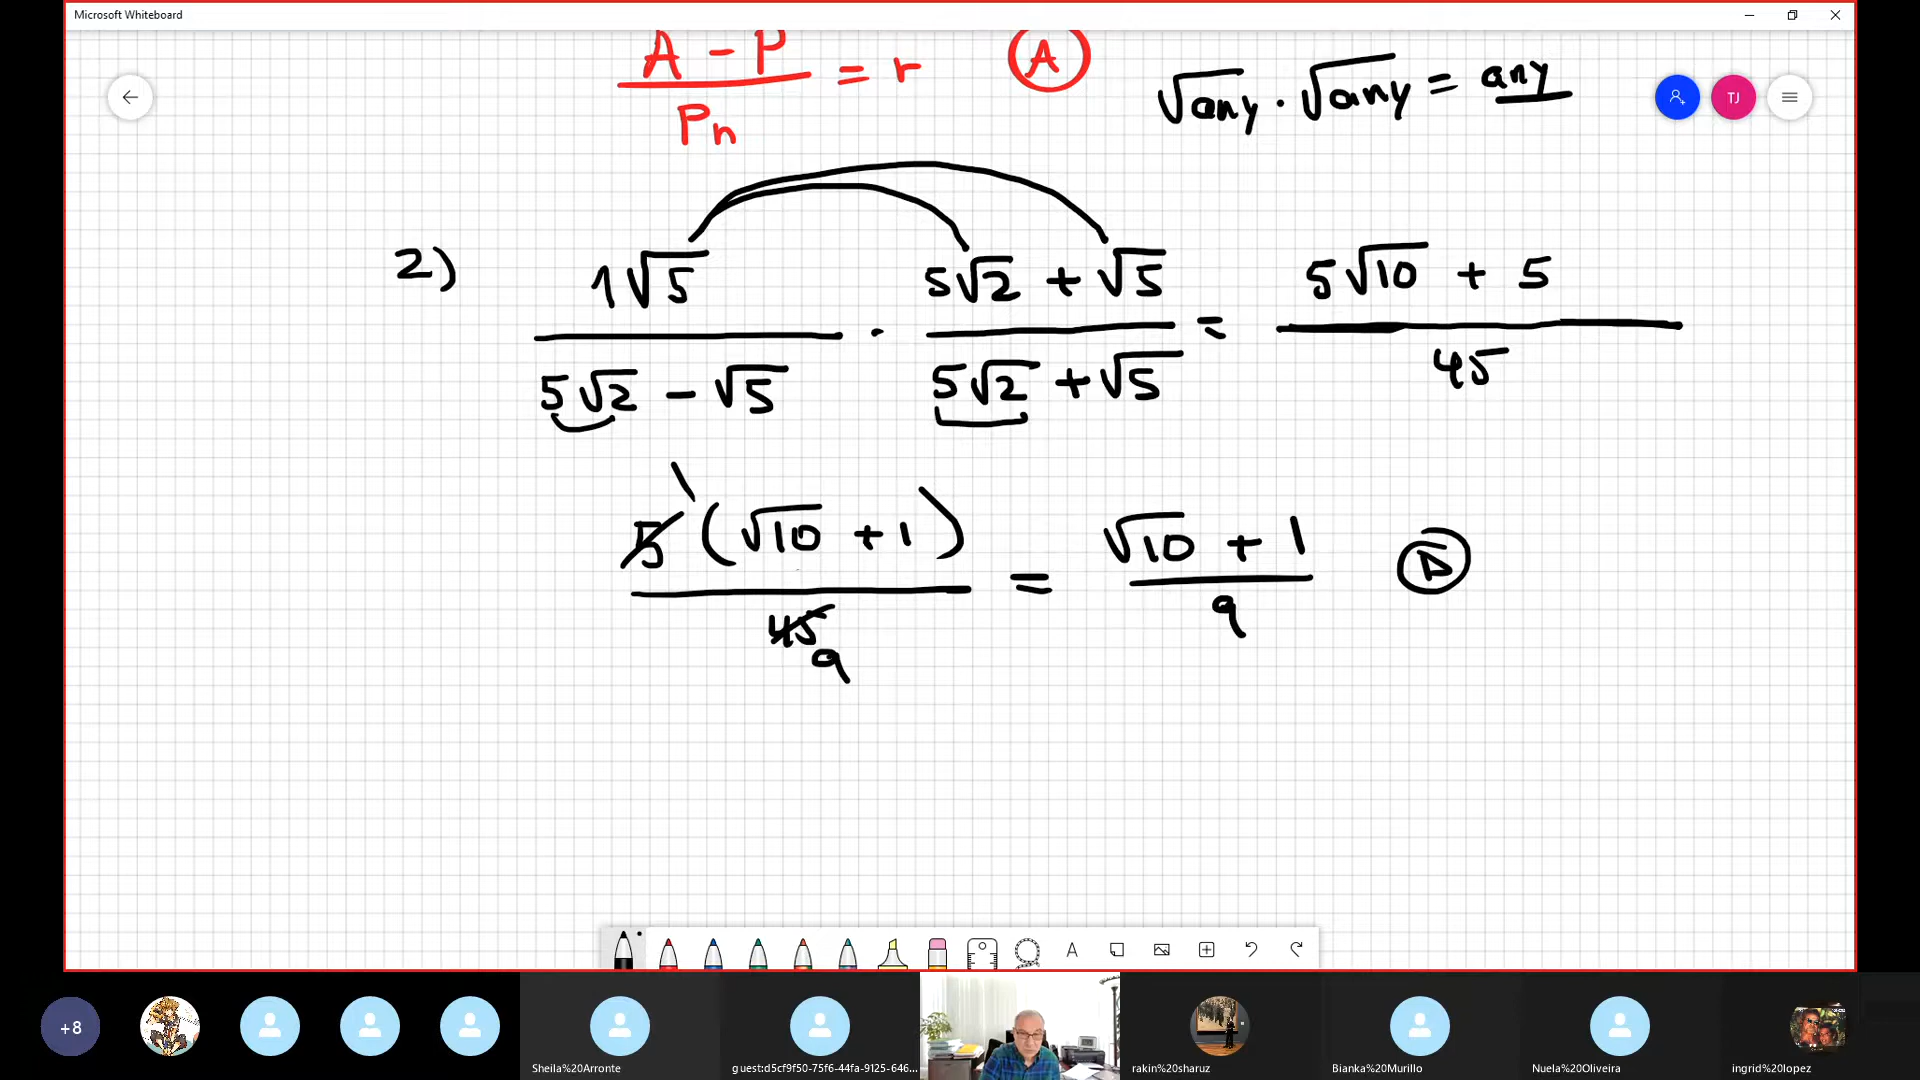 Microsoft Whiteboard
A - P / Pn = r A
√any · √any = any
TJ
2) 1√5 / 5√2 - √5 · 5√2 + √5 / 5√2 + √5 = 5√10 + 5 / 45
5 1 (√10 + 1) / 45 9 = √10 + 1 / 9
A
+8
Sheila%20Arronte
guest:d5cf9f50-75f6-44fa-9125-646...
rakin%20sharuz
Bianka%20Murillo
Nuela%20Oliveira
ingrid%20lopez